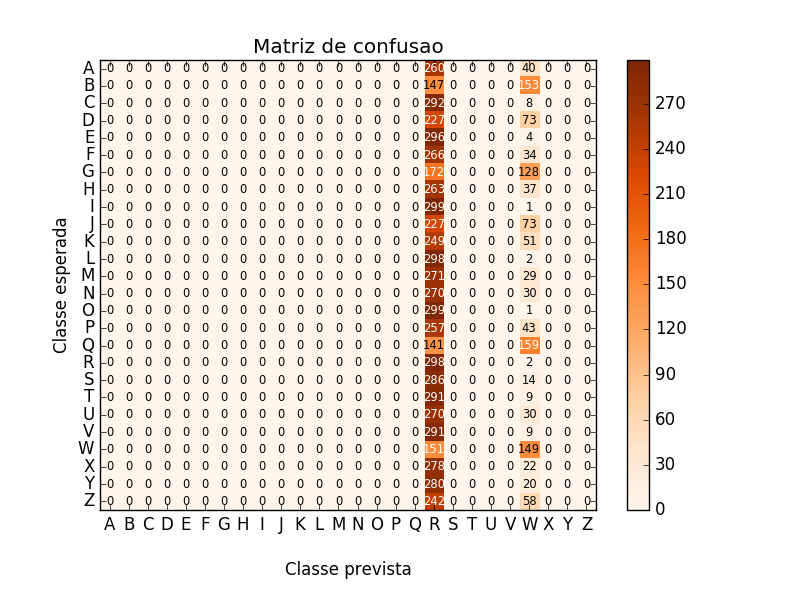 Matriz de confusao
A 0 0 0 0 0 0 0 0 0 0 0 0 0 0 0 0 0 260 0 0 0 0 40 0 0 0
B 0 0 0 0 0 0 0 0 0 0 0 0 0 0 0 0 0 147 0 0 0 0 153 0 0 0
C 0 0 0 0 0 0 0 0 0 0 0 0 0 0 0 0 0 292 0 0 0 0 8 0 0 0
D 0 0 0 0 0 0 0 0 0 0 0 0 0 0 0 0 0 227 0 0 0 0 73 0 0 0
E 0 0 0 0 0 0 0 0 0 0 0 0 0 0 0 0 0 296 0 0 0 0 4 0 0 0
F 0 0 0 0 0 0 0 0 0 0 0 0 0 0 0 0 0 266 0 0 0 0 34 0 0 0
G 0 0 0 0 0 0 0 0 0 0 0 0 0 0 0 0 0 172 0 0 0 0 128 0 0 0
H 0 0 0 0 0 0 0 0 0 0 0 0 0 0 0 0 0 263 0 0 0 0 37 0 0 0
I 0 0 0 0 0 0 0 0 0 0 0 0 0 0 0 0 0 299 0 0 0 0 1 0 0 0
J 0 0 0 0 0 0 0 0 0 0 0 0 0 0 0 0 0 227 0 0 0 0 73 0 0 0
K 0 0 0 0 0 0 0 0 0 0 0 0 0 0 0 0 0 249 0 0 0 0 51 0 0 0
L 0 0 0 0 0 0 0 0 0 0 0 0 0 0 0 0 0 298 0 0 0 0 2 0 0 0
M 0 0 0 0 0 0 0 0 0 0 0 0 0 0 0 0 0 271 0 0 0 0 29 0 0 0
N 0 0 0 0 0 0 0 0 0 0 0 0 0 0 0 0 0 270 0 0 0 0 30 0 0 0
O 0 0 0 0 0 0 0 0 0 0 0 0 0 0 0 0 0 299 0 0 0 0 1 0 0 0
P 0 0 0 0 0 0 0 0 0 0 0 0 0 0 0 0 0 257 0 0 0 0 43 0 0 0
Q 0 0 0 0 0 0 0 0 0 0 0 0 0 0 0 0 0 141 0 0 0 0 159 0 0 0
R 0 0 0 0 0 0 0 0 0 0 0 0 0 0 0 0 0 298 0 0 0 0 2 0 0 0
S 0 0 0 0 0 0 0 0 0 0 0 0 0 0 0 0 0 286 0 0 0 0 14 0 0 0
T 0 0 0 0 0 0 0 0 0 0 0 0 0 0 0 0 0 291 0 0 0 0 9 0 0 0
U 0 0 0 0 0 0 0 0 0 0 0 0 0 0 0 0 0 270 0 0 0 0 30 0 0 0
V 0 0 0 0 0 0 0 0 0 0 0 0 0 0 0 0 0 291 0 0 0 0 9 0 0 0
W 0 0 0 0 0 0 0 0 0 0 0 0 0 0 0 0 0 151 0 0 0 0 149 0 0 0
X 0 0 0 0 0 0 0 0 0 0 0 0 0 0 0 0 0 278 0 0 0 0 22 0 0 0
Y 0 0 0 0 0 0 0 0 0 0 0 0 0 0 0 0 0 280 0 0 0 0 20 0 0 0
Z 0 0 0 0 0 0 0 0 0 0 0 0 0 0 0 0 0 242 0 0 0 0 58 0 0 0
A B C D E F G H I J K L M N O P Q R S T U V W X Y Z
Classe prevista
Classe esperada
270
240
210
180
150
120
90
60
30
0